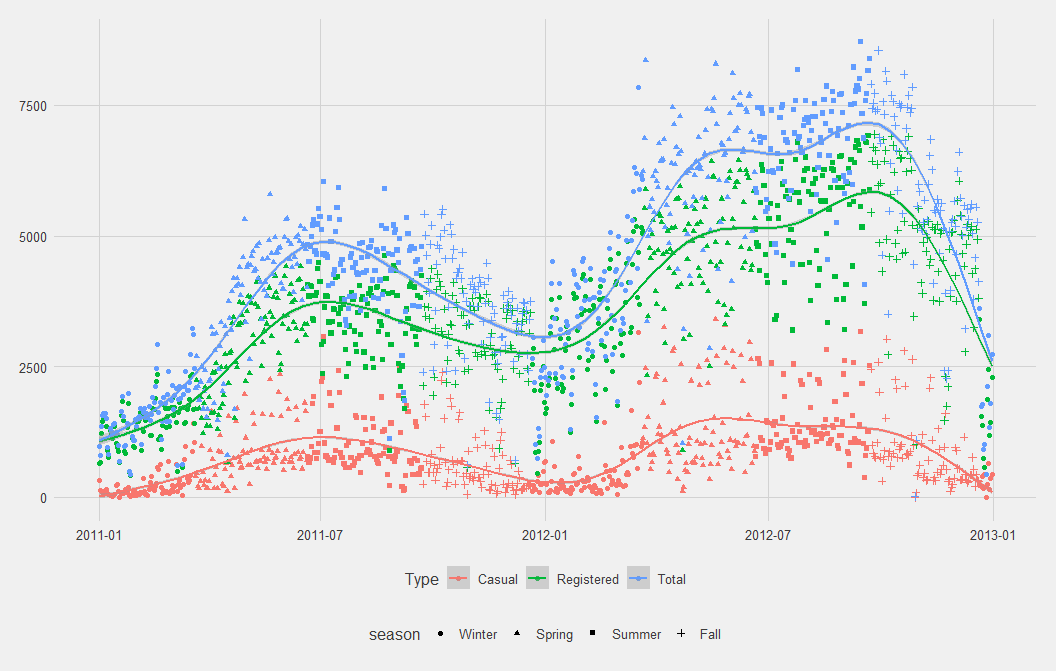 7500
5000
2500
0
2011-01 2011-07 2012-01 2012-07 2013-01
Type Casual Registered Total
season Winter Spring Summer Fall